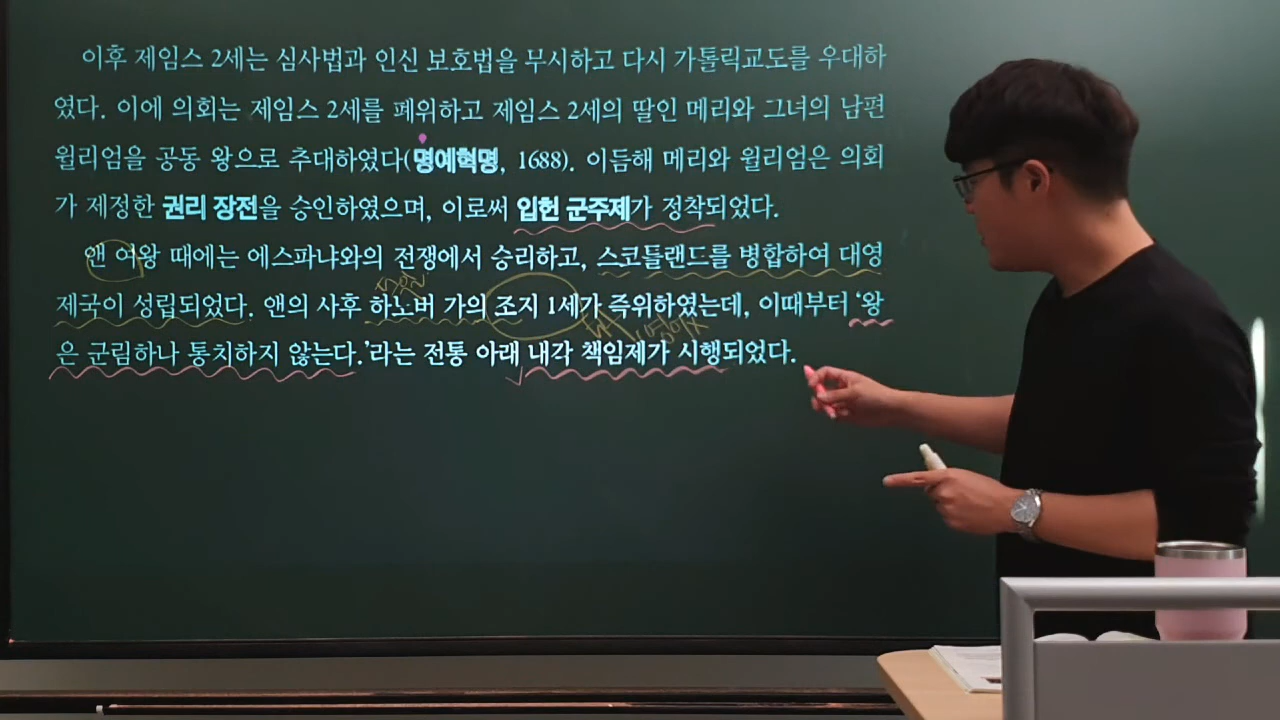 이후 제임스 2세는 심사법과 인신 보호법을 무시하고 다시 가톨릭교도를 우대하
였다. 이에 의회는 제임스 2세를 폐위하고 제임스 2세의 딸인 메리와 그녀의 남편
윌리엄을 공동 왕으로 추대하였다(명예혁명, 1688). 이듬해 메리와 윌리엄은 의회
가 제정한 권리 장전을 승인하였으며, 이로써 입헌 군주제가 정착되었다.
앤 여왕 때에는 에스파냐와의 전쟁에서 승리하고, 스코틀랜드를 병합하여 대영
독일
제국이 성립되었다. 앤의 사후 하노버 가의 조지 1세가 즉위하였는데, 이때부터 ‘왕
은 군림하나 통치하지 않는다.’라는 전통 아래 내각 책임제가 시행되었다.